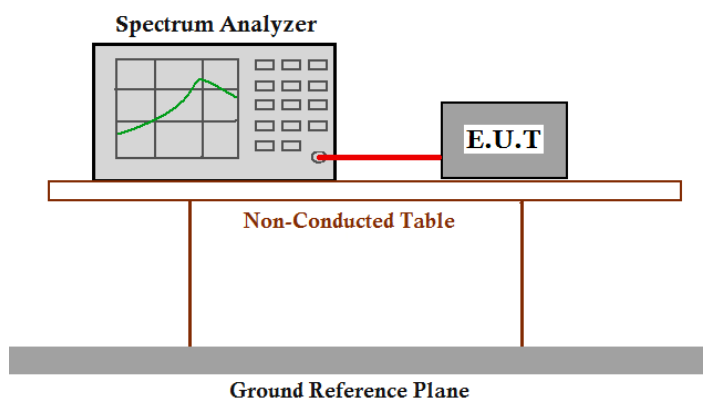 Spectrum Analyzer
E.U.T
Non-Conducted Table
Ground Reference Plane